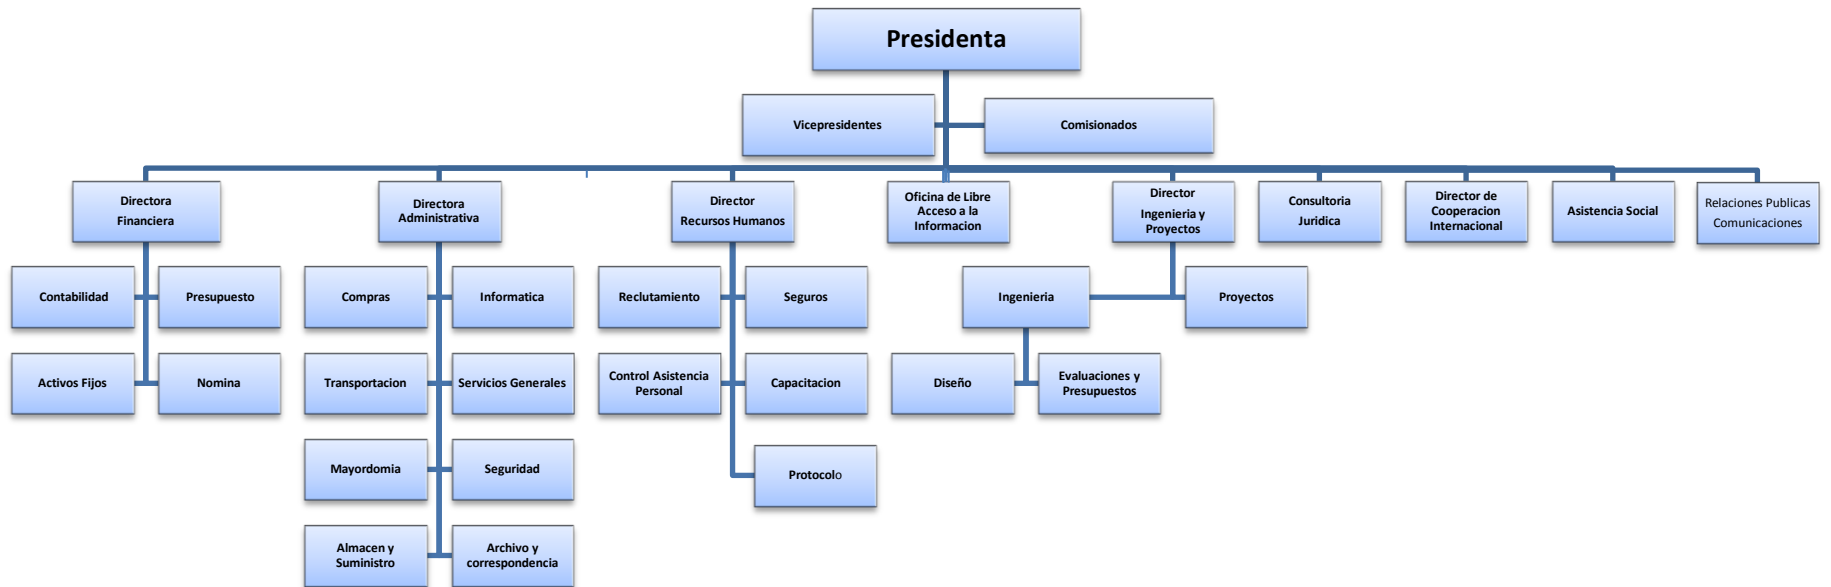 Presidenta
Vicepresidentes
Comisionados
Directora
Financiera
Directora
Administrativa
Director
Recursos Humanos
Oficina de Libre
Acceso a la
Informacion
Director
Ingenieria y
Proyectos
Consultoria
Juridica
Director de
Cooperacion
Internacional
Asistencia Social
Relaciones Publicas
Comunicaciones
Contabilidad
Presupuesto
Compras
Informatica
Reclutamiento
Seguros
Ingenieria
Proyectos
Activos Fijos
Nomina
Transportacion
Servicios Generales
Control Asistencia
Personal
Capacitacion
Diseño
Evaluaciones y
Presupuestos
Mayordomia
Seguridad
Protocolo
Almacen y
Suministro
Archivo y
correspondencia